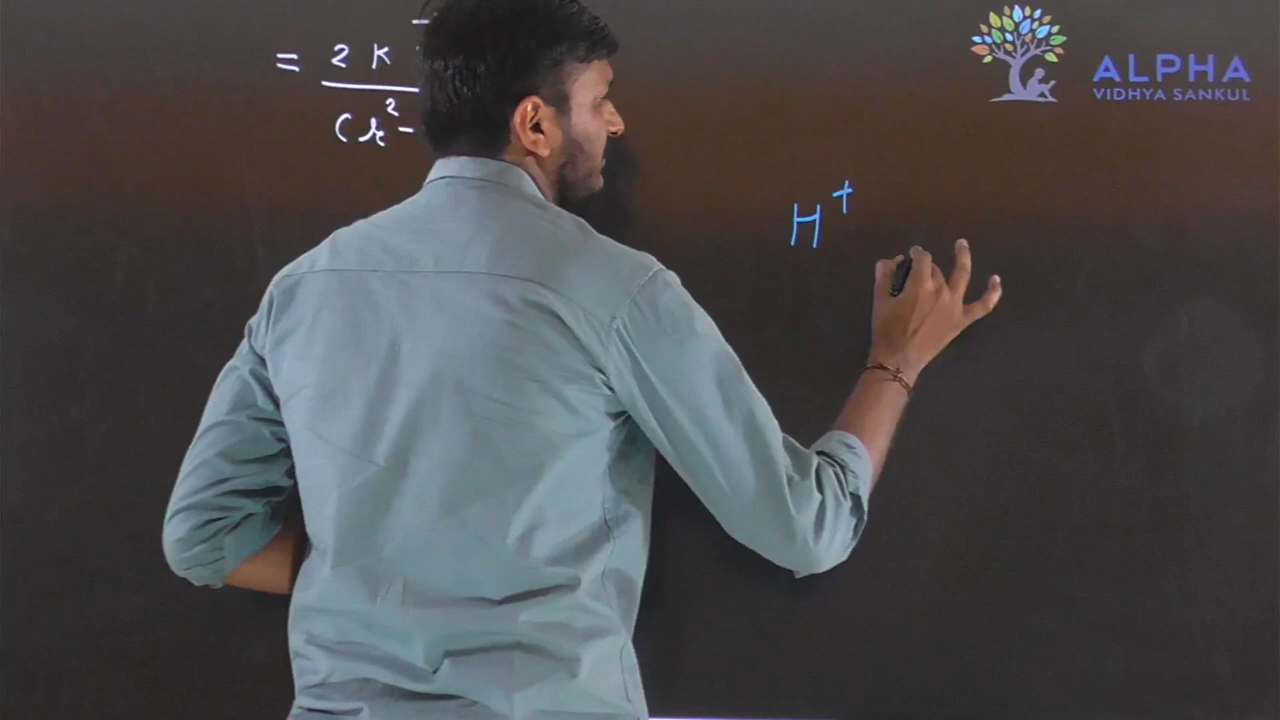 = 2 K
(r² -
H⁺
ALPHA
VIDHYA SANKUL